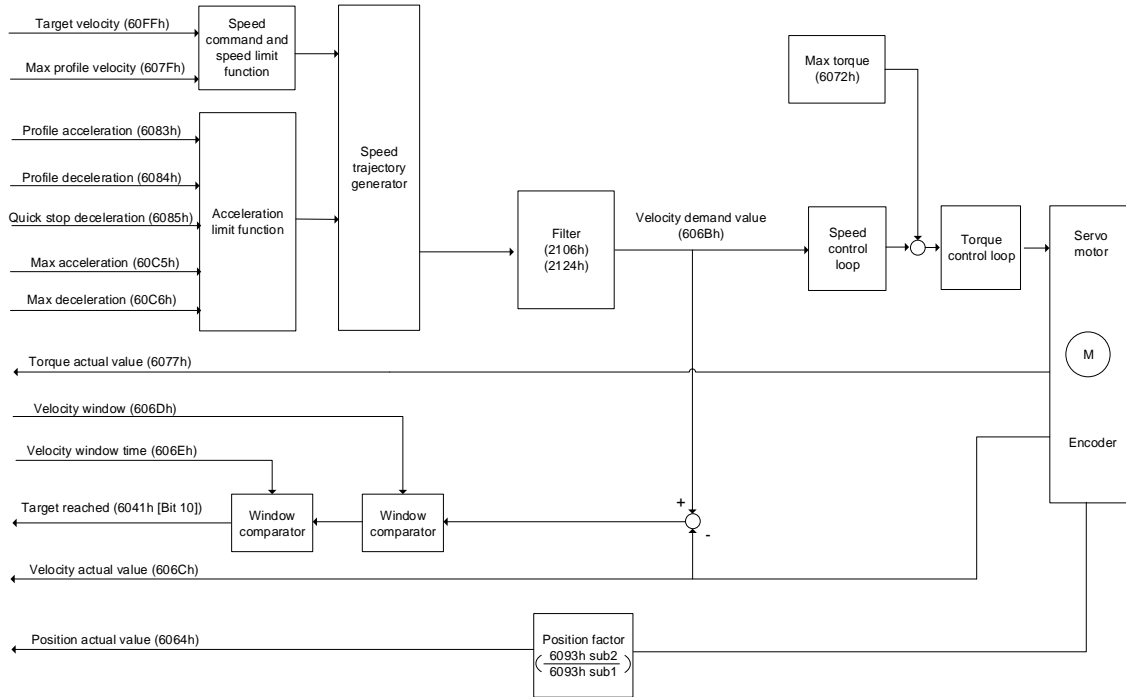 Target velocity (60FFh)
Max profile velocity (607Fh)
Speed
command and
speed limit
function
Profile acceleration (6083h)
Profile deceleration (6084h)
Quick stop deceleration (6085h)
Max acceleration (60C5h)
Max deceleration (60C6h)
Acceleration
limit function
Speed
trajectory
generator
Filter
(2106h)
(2124h)
Velocity demand value
(606Bh)
Max torque
(6072h)
Speed
control
loop
Torque
control loop
Servo
motor
M
Encoder
Torque actual value (6077h)
Velocity window (606Dh)
Velocity window time (606Eh)
Target reached (6041h [Bit 10])
Window
comparator
Window
comparator
+
-
Velocity actual value (606Ch)
Position actual value (6064h)
Position factor
(6093h sub2
6093h sub1)